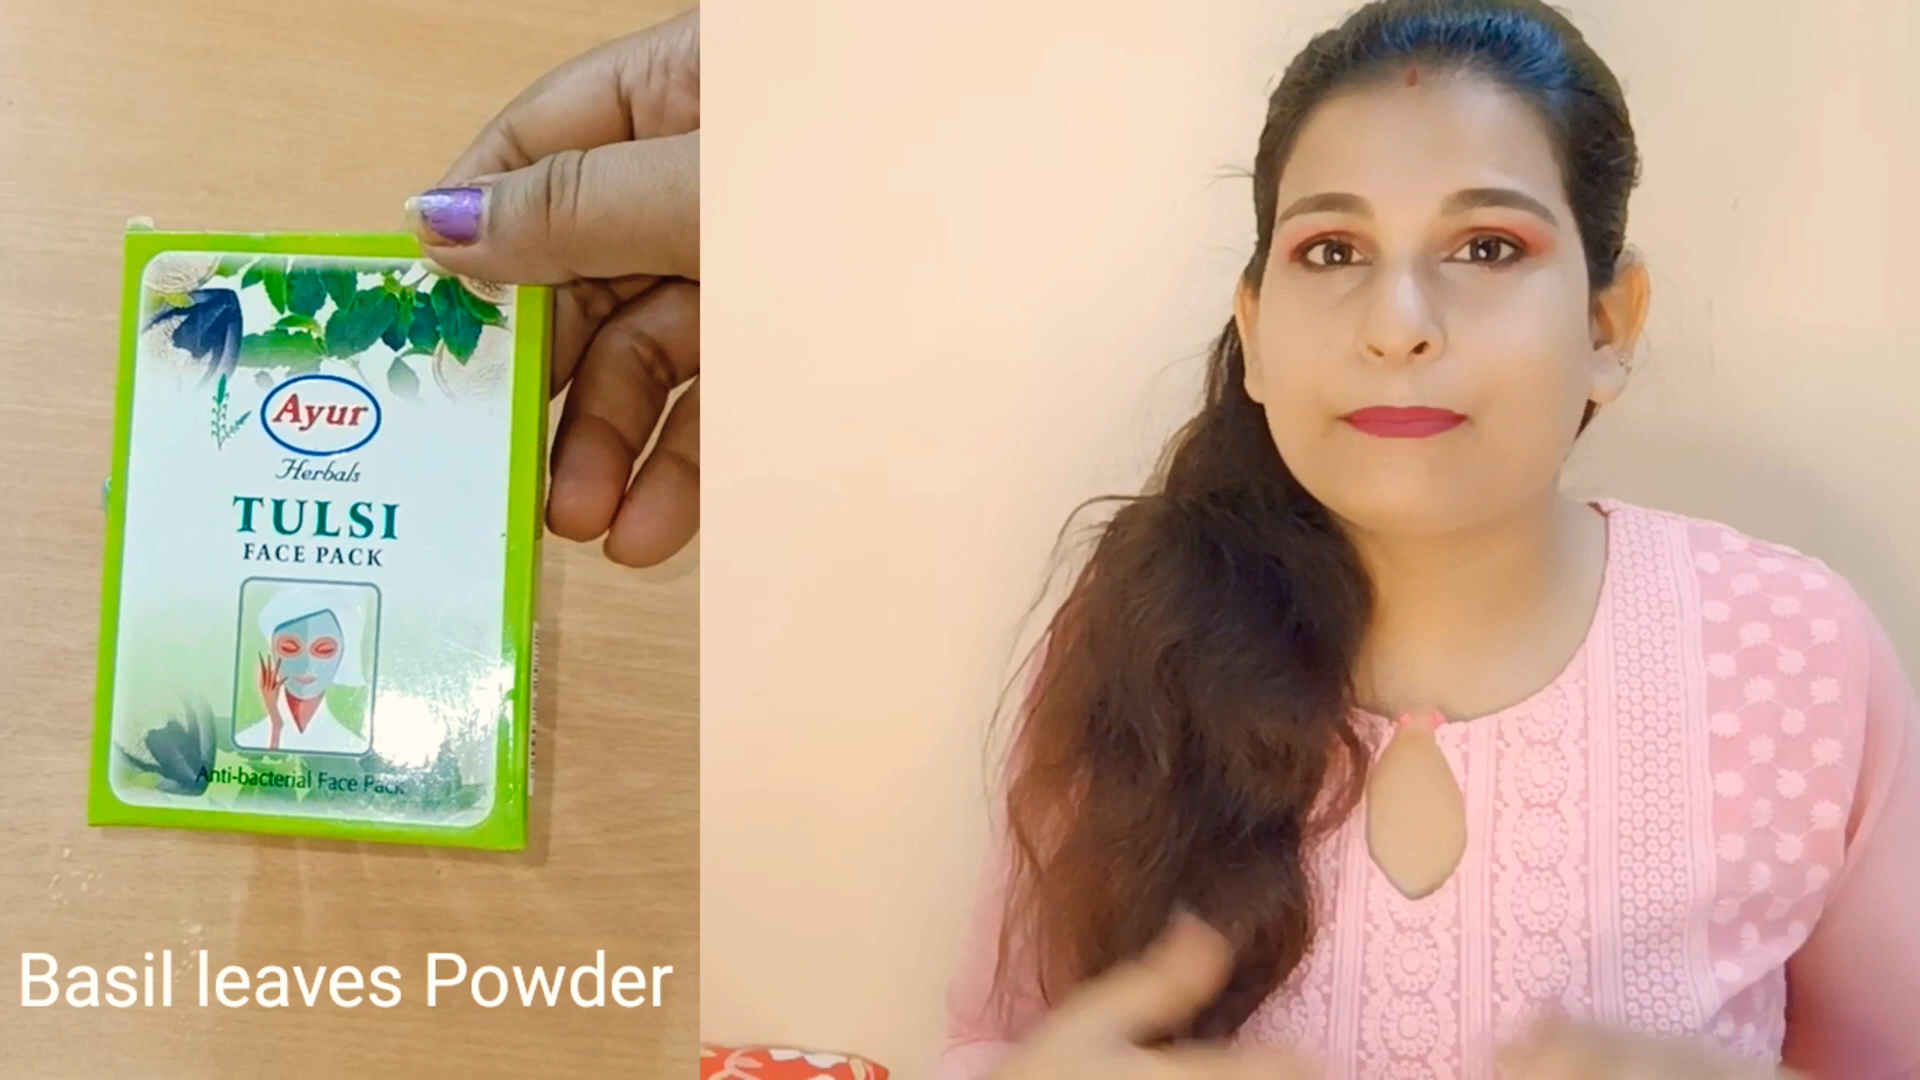 Ayur
Herbals
TULSI
FACE PACK
Anti-bacterial Face Pack
Basil leaves Powder